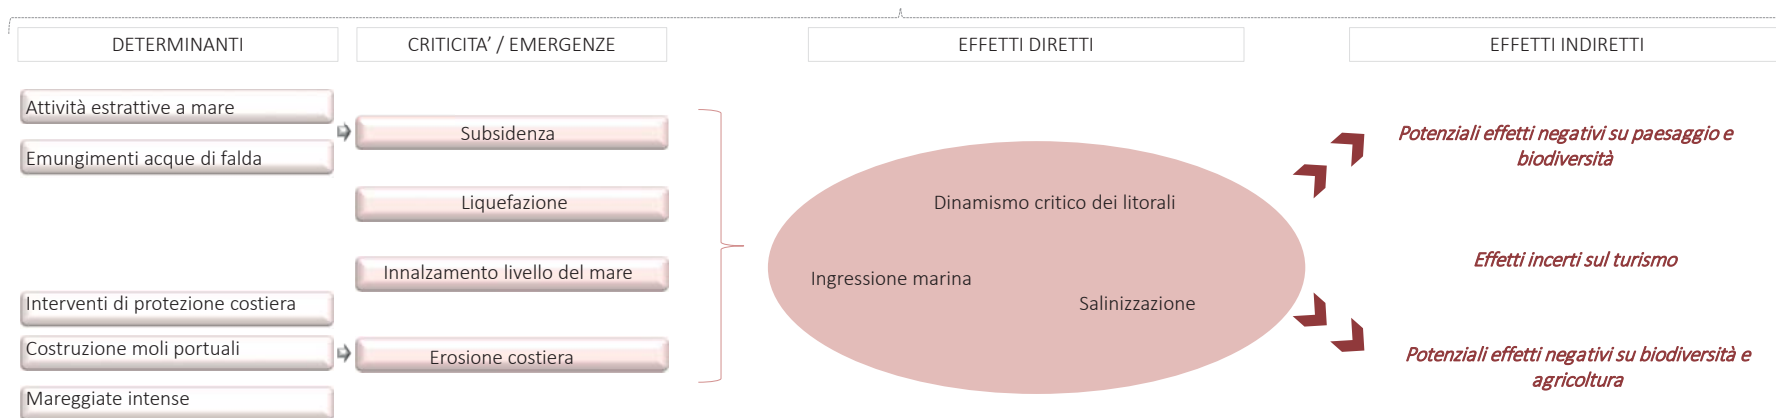 DETERMINANTI
CRITICITA’ / EMERGENZE
EFFETTI DIRETTI
EFFETTI INDIRETTI
Attività estrattive a mare
Emungimenti acque di falda
Interventi di protezione costiera
Costruzione moli portuali
Mareggiate intense
Subsidenza
Liquefazione
Innalzamento livello del mare
Erosione costiera
Dinamismo critico dei litorali
Ingressione marina
Salinizzazione
Potenziali effetti negativi su paesaggio e
biodiversità
Effetti incerti sul turismo
Potenziali effetti negativi su biodiversità e
agricoltura